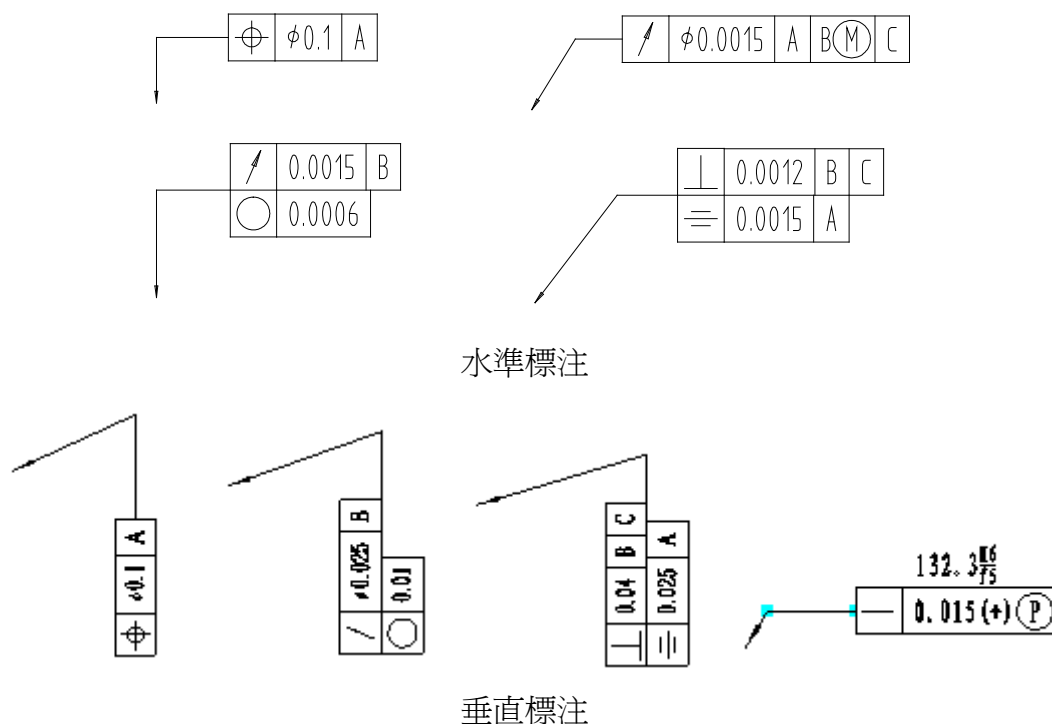 ⌖ ϕ0.1 A
↗ ϕ0.0015 A BⓂ C
↗ 0.0015 B
○ 0.0006
⊥ 0.0012 B C
⌯ 0.0015 A
水準標注
⌖ ϕ0.1 A
/ ϕ0.025 B
○ 0.01
⊥ 0.04 B C
⌯ 0.025 A
132.3
— 0.015(+)Ⓟ
垂直標注